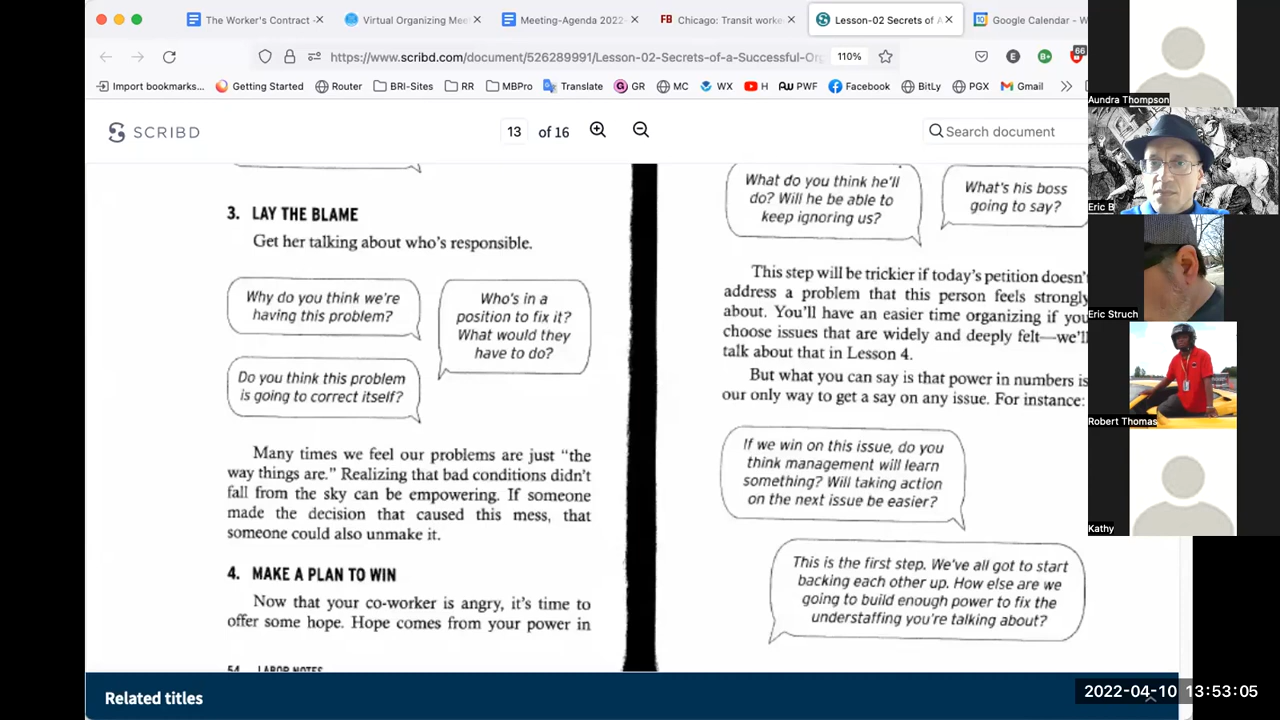 The Worker's Contract -
Virtual Organizing Mee
Meeting-Agenda 2022-
FB Chicago: Transit worke
Lesson-02 Secrets of A
Google Calendar - W
https://www.scribd.com/document/526289991/Lesson-02-Secrets-of-a-Successful-Or
110%
E
B+
66
Import bookmarks...
Getting Started
Router
BRI-Sites
RR
MBPro
Translate
GR
MC
WX
H
PWF
Facebook
BitLy
PGX
Gmail
SCRIBD
13 of 16
Search document
3. LAY THE BLAME
Get her talking about who's responsible.
Why do you think we're
having this problem?
Who's in a
position to fix it?
What would they
have to do?
Do you think this problem
is going to correct itself?
Many times we feel our problems are just "the
way things are." Realizing that bad conditions didn't
fall from the sky can be empowering. If someone
made the decision that caused this mess, that
someone could also unmake it.
4. MAKE A PLAN TO WIN
Now that your co-worker is angry, it's time to
offer some hope. Hope comes from your power in
54 LABOR NOTES
What do you think he'll
do? Will he be able to
keep ignoring us?
What's his boss
going to say?
This step will be trickier if today's petition doesn'
address a problem that this person feels strongly
about. You'll have an easier time organizing if you
choose issues that are widely and deeply felt—we'll
talk about that in Lesson 4.
But what you can say is that power in numbers is
our only way to get a say on any issue. For instance:
If we win on this issue, do you
think management will learn
something? Will taking action
on the next issue be easier?
This is the first step. We've all got to start
backing each other up. How else are we
going to build enough power to fix the
understaffing you're talking about?
Related titles
Aundra Thompson
Eric B
Eric Struch
Robert Thomas
Kathy
2022-04-10 13:53:05